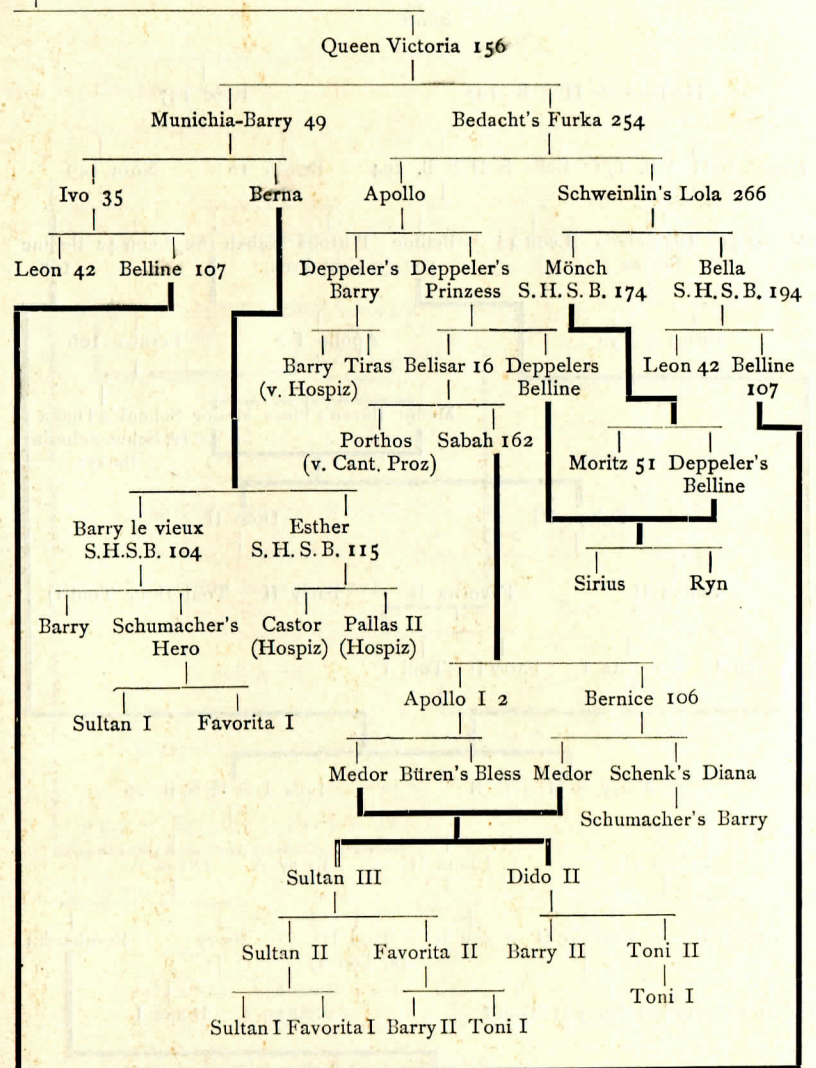 Queen Victoria 156
Munichia-Barry 49 Bedacht's Furka 254
Ivo 35 Berna Apollo Schweinlin's Lola 266
Leon 42 Belline 107 Deppeler's Deppeler's Mönch Bella
Barry Prinzess S. H. S. B. 174 S. H. S. B. 194
Barry Tiras Belisar 16 Deppelers Leon 42 Belline
(v. Hospiz) Belline 107
Porthos Sabah 162 Moritz 51 Deppeler's
(v. Cant. Proz) Belline
Barry le vieux Esther
S.H.S.B. 104 S. H. S. B. 115
Sirius Ryn
Barry Schumacher's Castor Pallas II
Hero (Hospiz) (Hospiz)
Sultan I Favorita I Apollo I 2 Bernice 106
Medor Büren's Bless Medor Schenk's Diana
Schumacher's Barry
Sultan III Dido II
Sultan II Favorita II Barry II Toni II
Toni I
Sultan I Favorita I Barry II Toni I